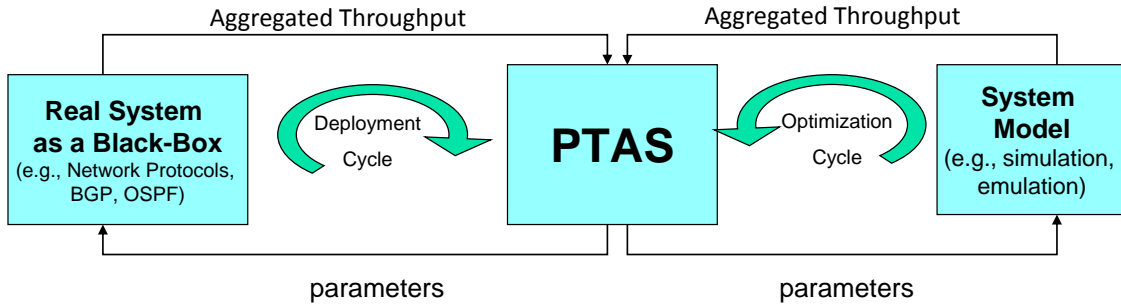 Aggregated Throughput
Aggregated Throughput
Real System
as a Black-Box
(e.g., Network Protocols,
BGP, OSPF)
Deployment
Cycle
PTAS
Optimization
Cycle
System
Model
(e.g., simulation,
emulation)
parameters
parameters